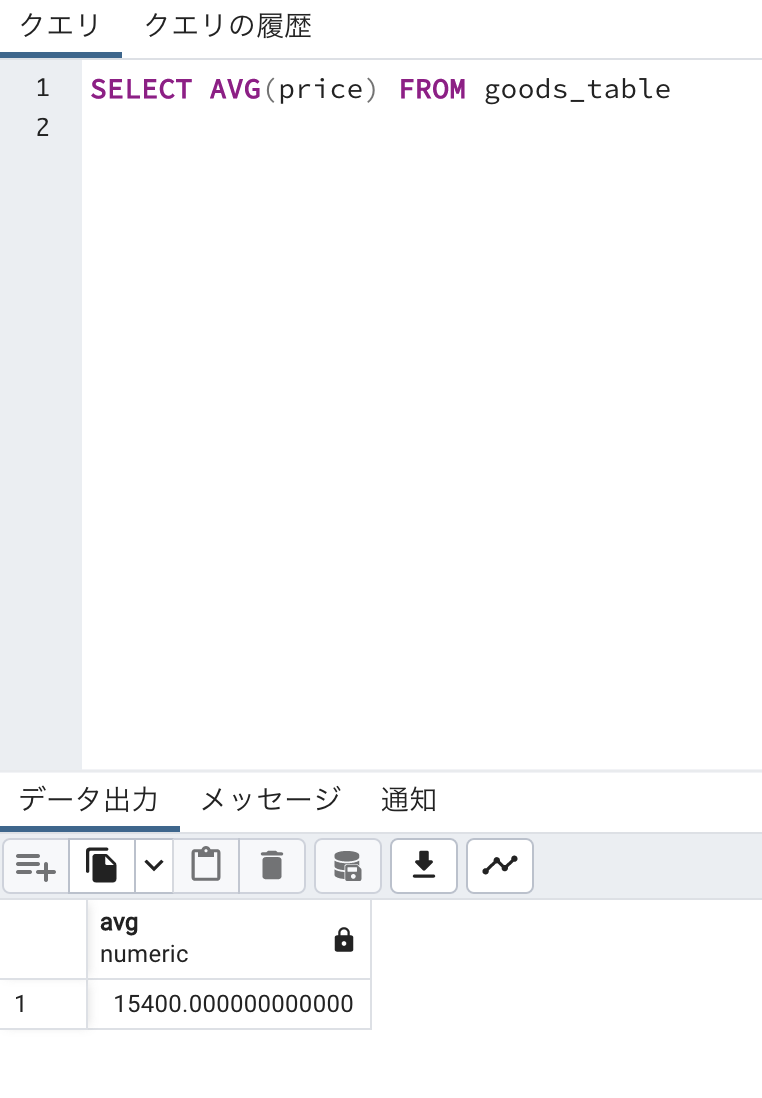 クエリ クエリの履歴
1 SELECT AVG(price) FROM goods_table
2
データ出力 メッセージ 通知
avg
numeric
1 15400.000000000000